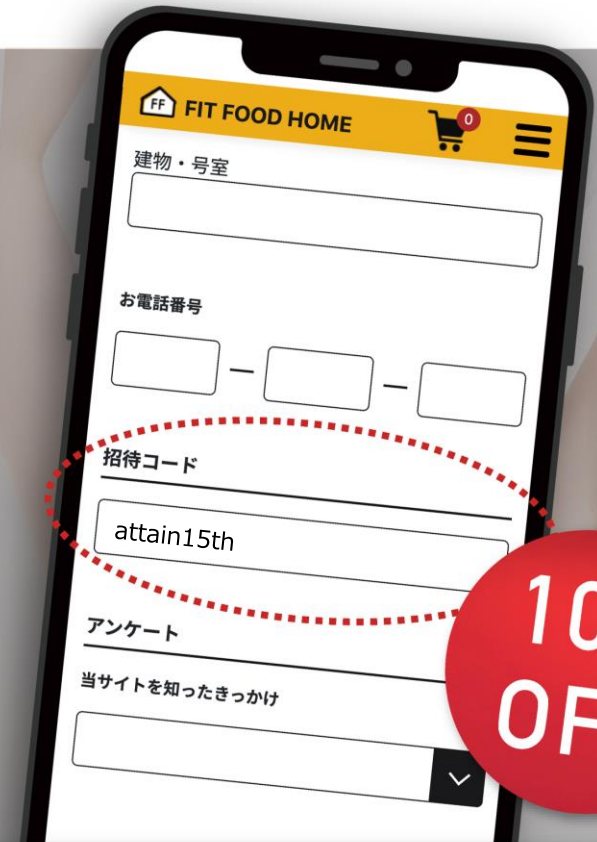 FF FIT FOOD HOME
0
建物・号室
お電話番号
招待コード
attain15th
アンケート
当サイトを知ったきっかけ
10
OF